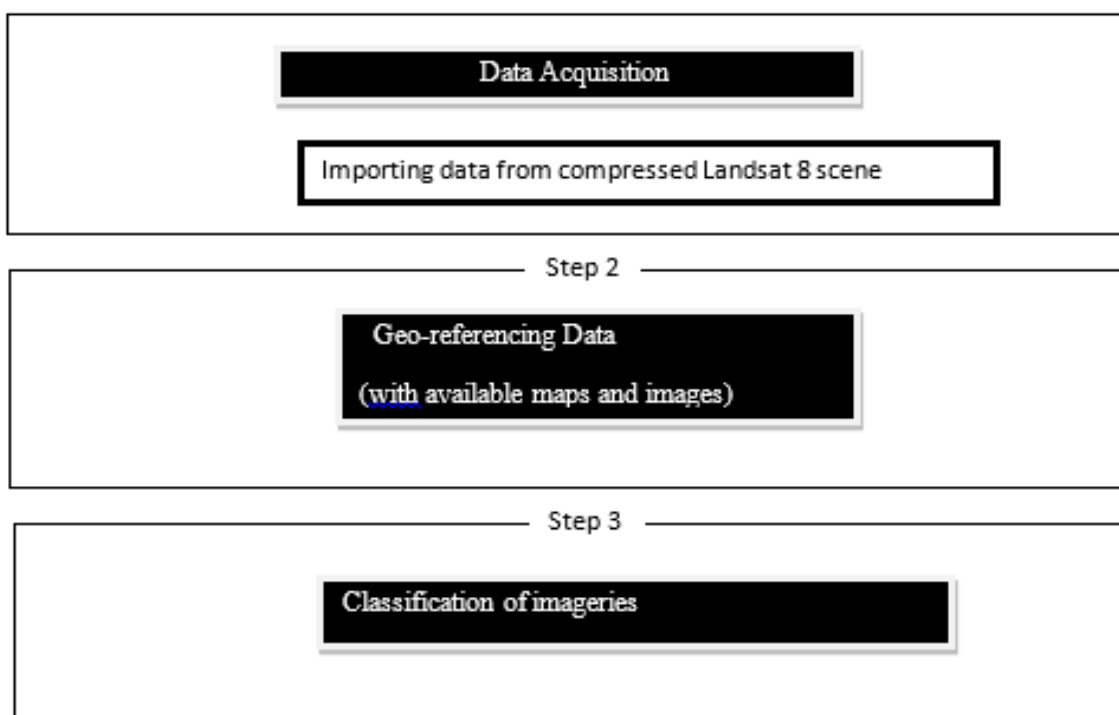 Data Acquisition
Importing data from compressed Landsat 8 scene
Step 2
Geo-referencing Data
(with available maps and images)
Step 3
Classification of imageries